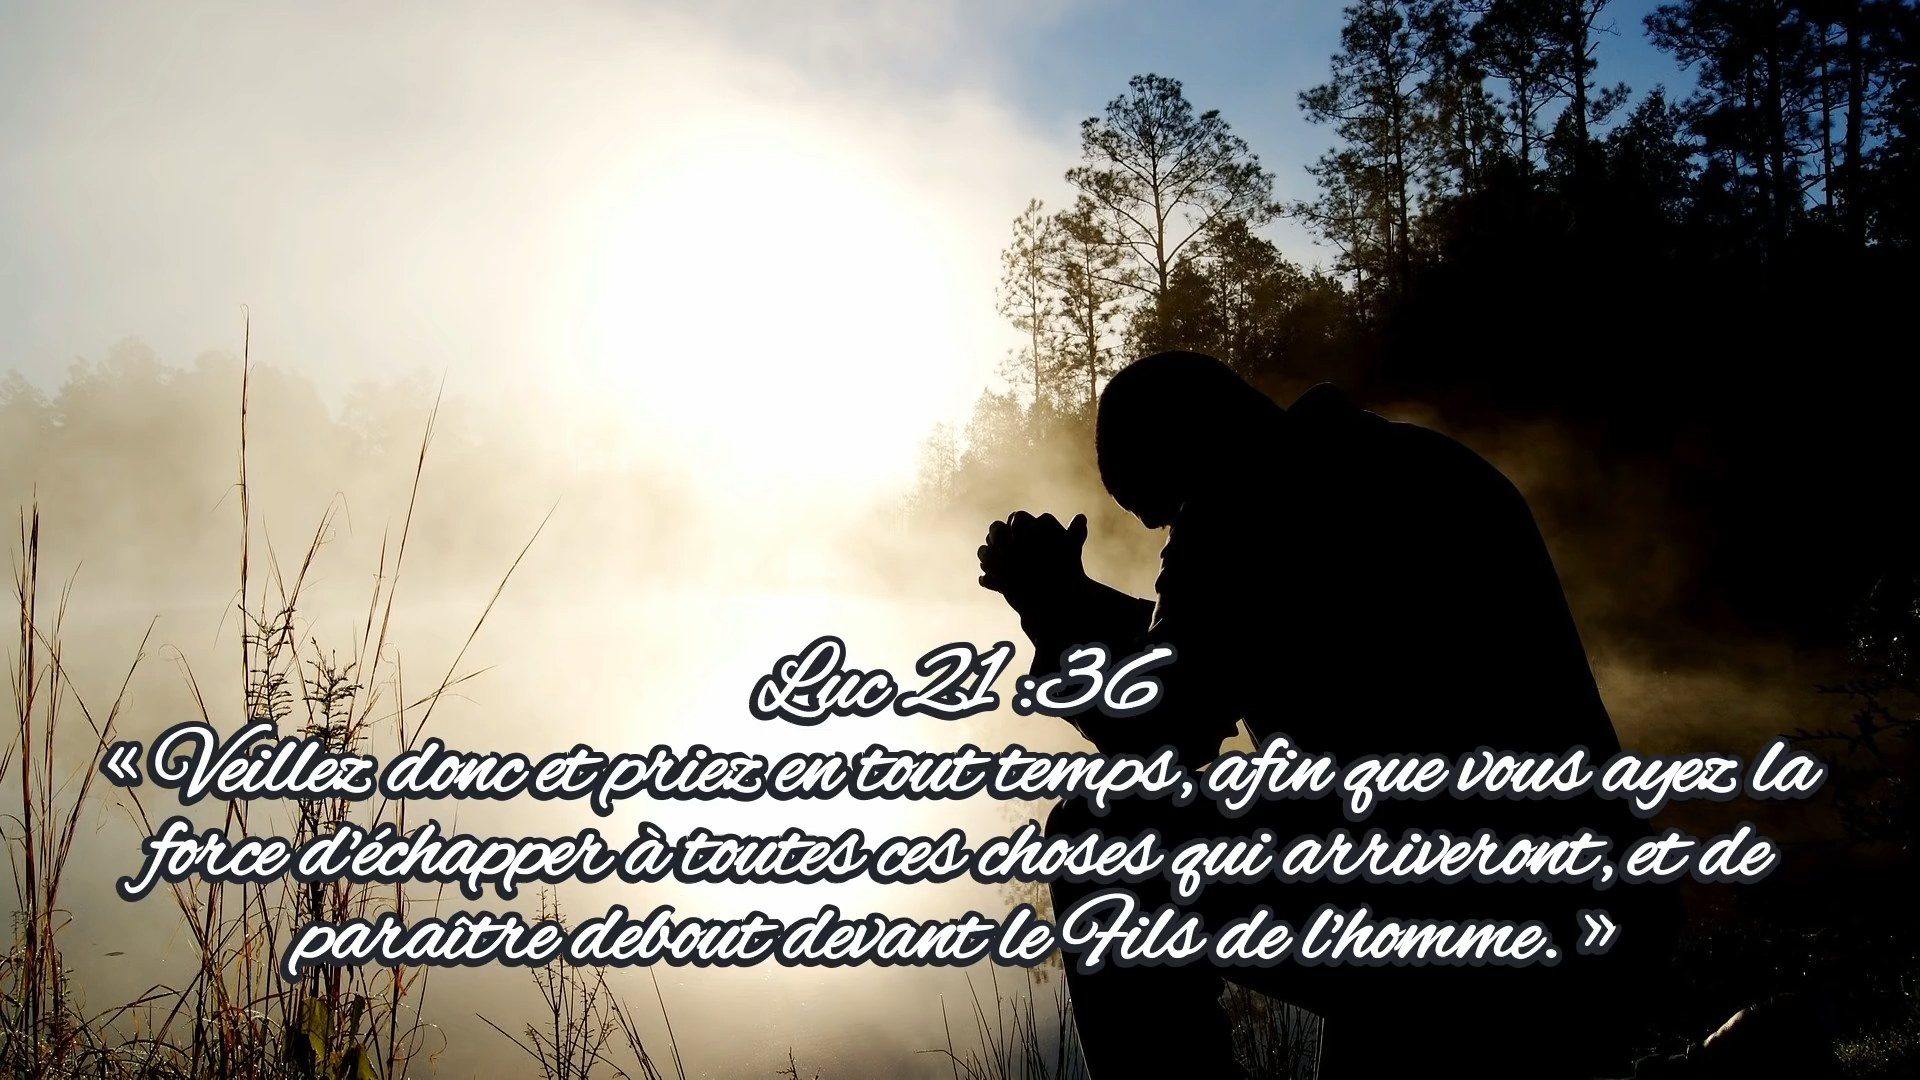 Luc 21 :36
« Veillez donc et priez en tout temps, afin que vous ayez la
force d’échapper à toutes ces choses qui arriveront, et de
paraître debout devant le Fils de l’homme. »